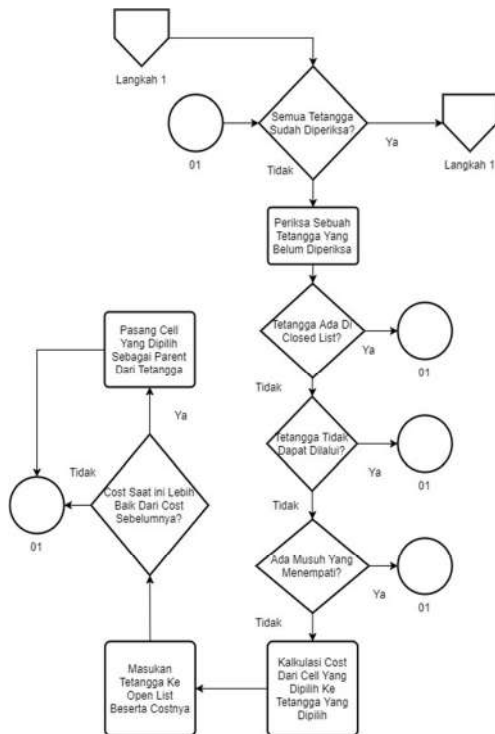 Langkah 1
Semua Tetangga
Sudah Diperiksa?
01
Ya
Langkah 1
Tidak
Periksa Sebuah
Tetangga Yang
Belum Diperiksa
Tetangga Ada Di
Closed List?
Ya
01
Tidak
Tetangga Tidak
Dapat Dilalui?
Ya
01
Tidak
Ada Musuh Yang
Menempati?
Ya
01
Tidak
Kalkulasi Cost
Dari Cell Yang
Dipilih Ke
Tetangga Yang
Dipilih
Masukan
Tetangga Ke
Open List
Beserta Costnya
Cost Saat ini Lebih
Baik Dari Cost
Sebelumnya?
Ya
Pasang Cell
Yang Dipilih
Sebagai Parent
Dari Tetangga
Tidak
01